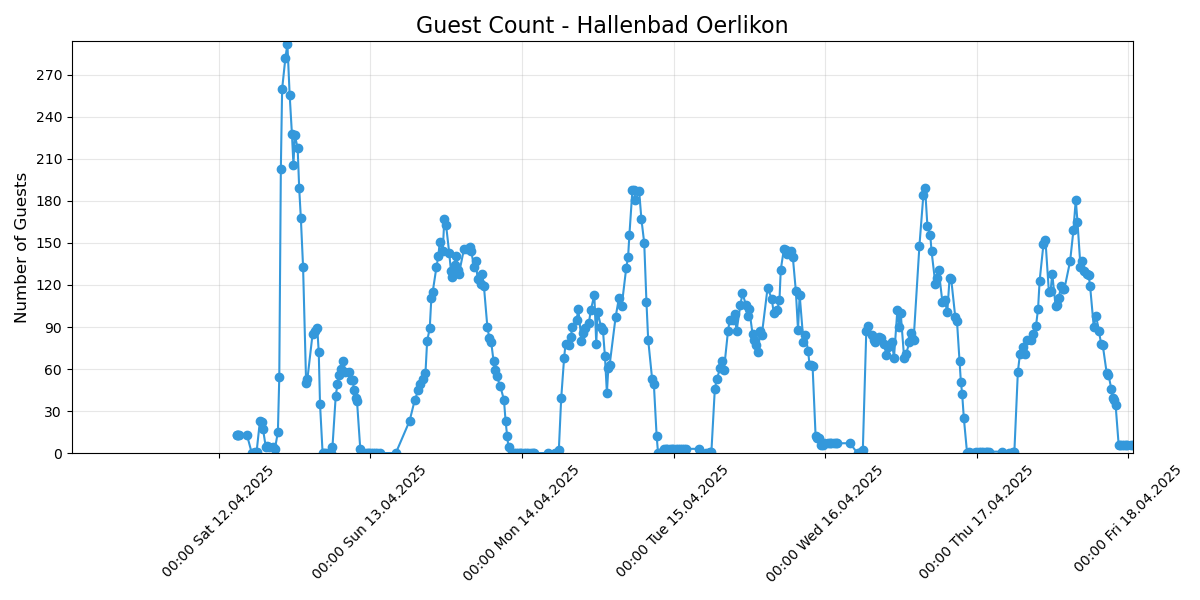 Guest Count - Hallenbad Oerlikon
Number of Guests
270
240
210
180
150
120
90
60
30
0
00:00 Sat 12.04.2025
00:00 Sun 13.04.2025
00:00 Mon 14.04.2025
00:00 Tue 15.04.2025
00:00 Wed 16.04.2025
00:00 Thu 17.04.2025
00:00 Fri 18.04.2025